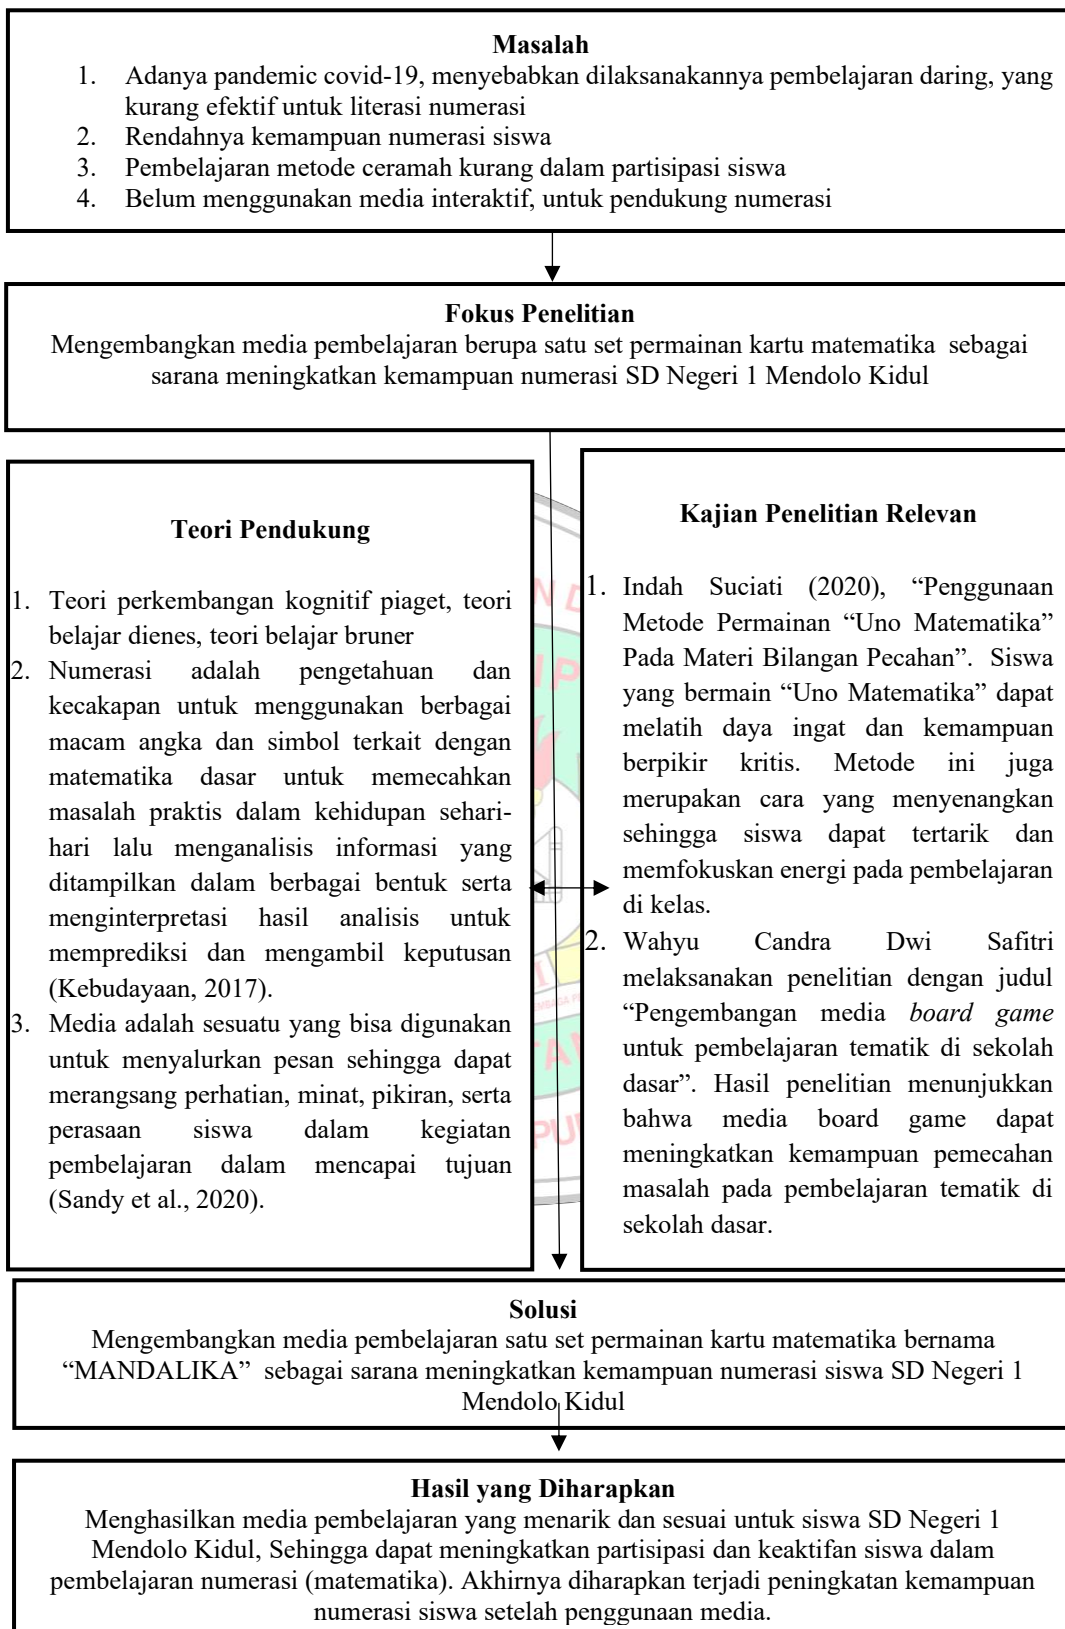 Masalah
1. Adanya pandemic covid-19, menyebabkan dilaksanakannya pembelajaran daring, yang
kurang efektif untuk literasi numerasi
2. Rendahnya kemampuan numerasi siswa
3. Pembelajaran metode ceramah kurang dalam partisipasi siswa
4. Belum menggunakan media interaktif, untuk pendukung numerasi
Fokus Penelitian
Mengembangkan media pembelajaran berupa satu set permainan kartu matematika sebagai
sarana meningkatkan kemampuan numerasi SD Negeri 1 Mendolo Kidul
Teori Pendukung
1. Teori perkembangan kognitif piaget, teori
belajar dienes, teori belajar bruner
2. Numerasi adalah pengetahuan dan
kecakapan untuk menggunakan berbagai
macam angka dan simbol terkait dengan
matematika dasar untuk memecahkan
masalah praktis dalam kehidupan sehari-
hari lalu menganalisis informasi yang
ditampilkan dalam berbagai bentuk serta
menginterpretasi hasil analisis untuk
memprediksi dan mengambil keputusan
(Kebudayaan, 2017).
3. Media adalah sesuatu yang bisa digunakan
untuk menyalurkan pesan sehingga dapat
merangsang perhatian, minat, pikiran, serta
perasaan siswa dalam kegiatan
pembelajaran dalam mencapai tujuan
(Sandy et al., 2020).
Kajian Penelitian Relevan
1. Indah Suciati (2020), “Penggunaan
Metode Permainan “Uno Matematika”
Pada Materi Bilangan Pecahan”. Siswa
yang bermain “Uno Matematika” dapat
melatih daya ingat dan kemampuan
berpikir kritis. Metode ini juga
merupakan cara yang menyenangkan
sehingga siswa dapat tertarik dan
memfokuskan energi pada pembelajaran
di kelas.
2. Wahyu Candra Dwi Safitri
melaksanakan penelitian dengan judul
“Pengembangan media board game
untuk pembelajaran tematik di sekolah
dasar”. Hasil penelitian menunjukkan
bahwa media board game dapat
meningkatkan kemampuan pemecahan
masalah pada pembelajaran tematik di
sekolah dasar.
Solusi
Mengembangkan media pembelajaran satu set permainan kartu matematika bernama
“MANDALIKA” sebagai sarana meningkatkan kemampuan numerasi siswa SD Negeri 1
Mendolo Kidul
Hasil yang Diharapkan
Menghasilkan media pembelajaran yang menarik dan sesuai untuk siswa SD Negeri 1
Mendolo Kidul, Sehingga dapat meningkatkan partisipasi dan keaktifan siswa dalam
pembelajaran numerasi (matematika). Akhirnya diharapkan terjadi peningkatan kemampuan
numerasi siswa setelah penggunaan media.